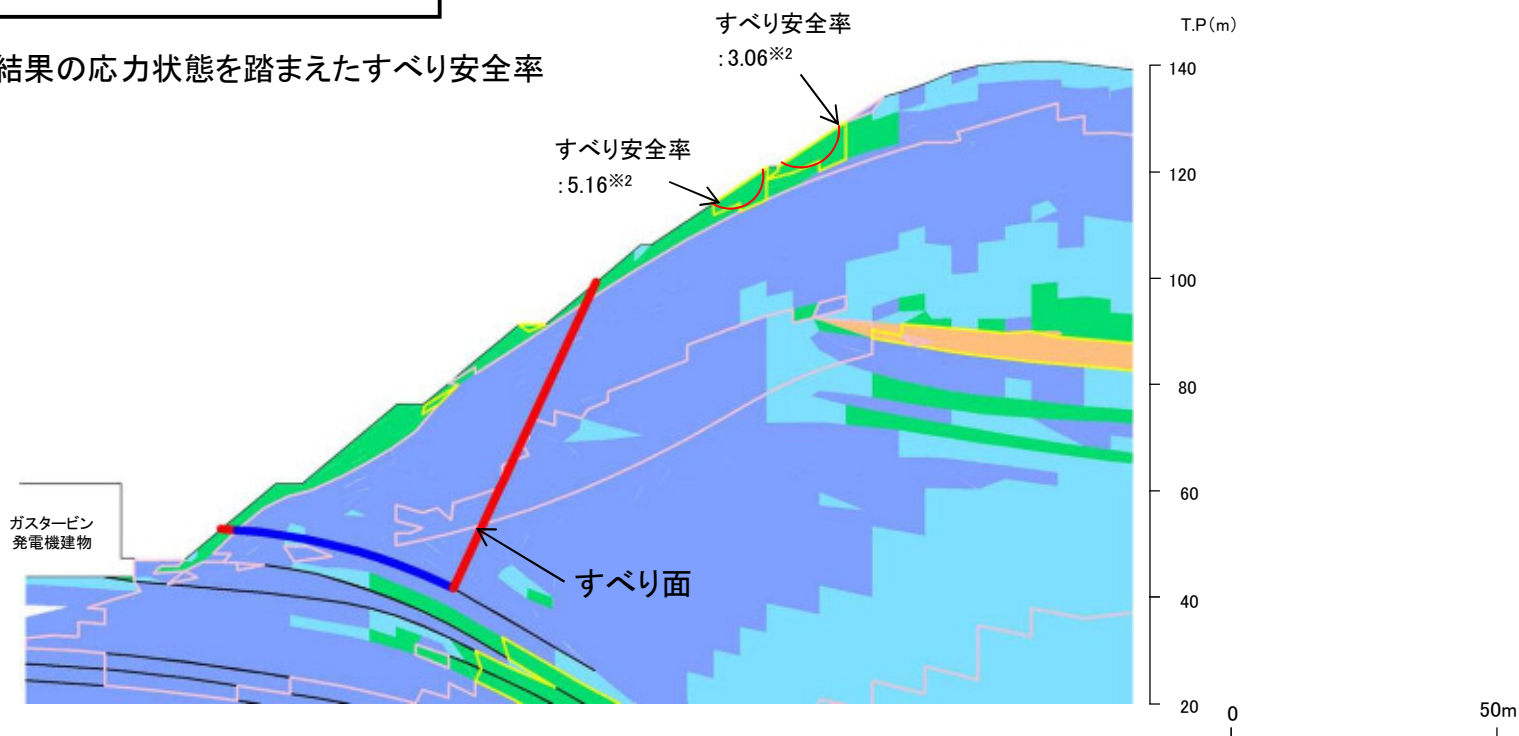 結果の応力状態を踏まえたすべり安全率
すべり安全率
:3.06※2
すべり安全率
:5.16※2
T.P(m)
140
120
100
80
60
40
20
ガスタービン
発電機建物
すべり面
0
50m